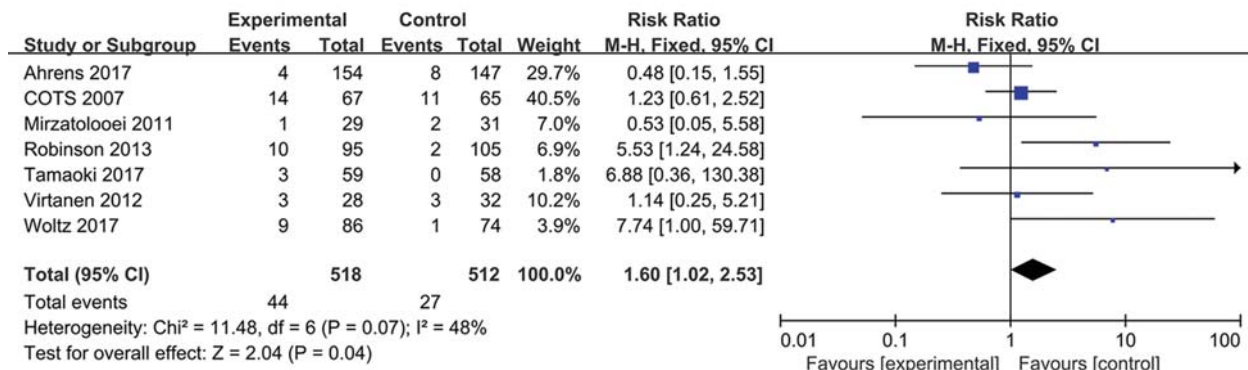 Experimental Control Risk Ratio Risk Ratio
Study or Subgroup Events Total Events Total Weight M-H, Fixed, 95% CI M-H, Fixed, 95% CI
Ahrens 2017 4 154 8 147 29.7% 0.48 [0.15, 1.55]
COTS 2007 14 67 11 65 40.5% 1.23 [0.61, 2.52]
Mirzatolooei 2011 1 29 2 31 7.0% 0.53 [0.05, 5.58]
Robinson 2013 10 95 2 105 6.9% 5.53 [1.24, 24.58]
Tamaoki 2017 3 59 0 58 1.8% 6.88 [0.36, 130.38]
Virtanen 2012 3 28 3 32 10.2% 1.14 [0.25, 5.21]
Woltz 2017 9 86 1 74 3.9% 7.74 [1.00, 59.71]
Total (95% CI) 518 512 100.0% 1.60 [1.02, 2.53]
Total events 44 27
Heterogeneity: Chi² = 11.48, df = 6 (P = 0.07); I² = 48%
Test for overall effect: Z = 2.04 (P = 0.04)
0.01 0.1 1 10 100
Favours [experimental] Favours [control]